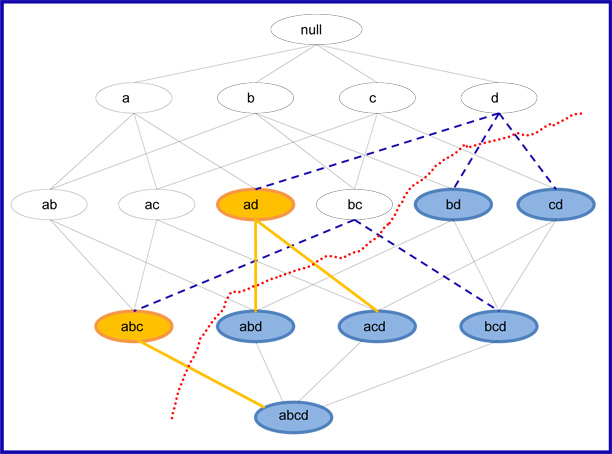 null
a b c d
ab ac ad bc bd cd
abc abd acd bcd
abcd